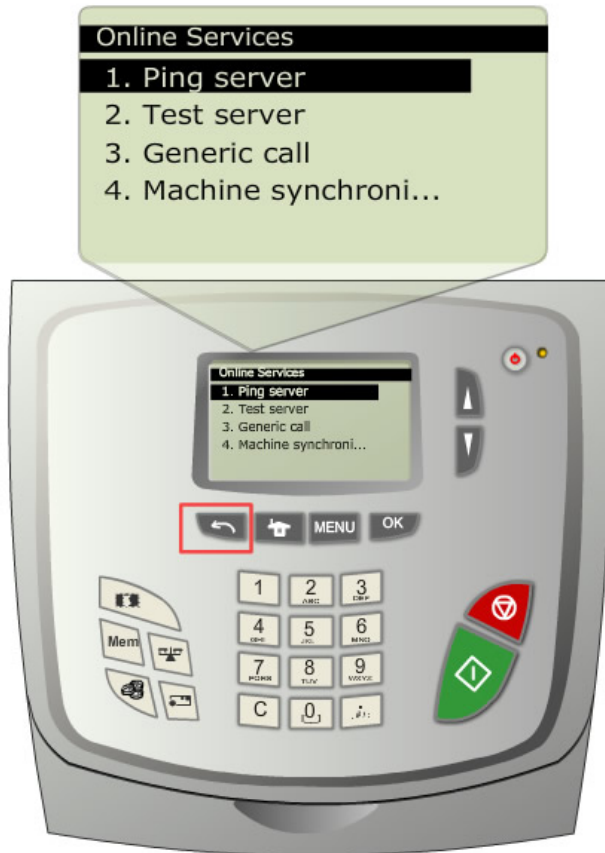 Online Services
1. Ping server
2. Test server
3. Generic call
4. Machine synchroni...
Online Services
1. Ping server
2. Test server
3. Generic call
4. Machine synchroni...
MENU OK
1 2 3
ABC DEF
Mem
4 5 6
GHI JKL MNO
7 8 9
PQRS TUV WXYZ
C 0